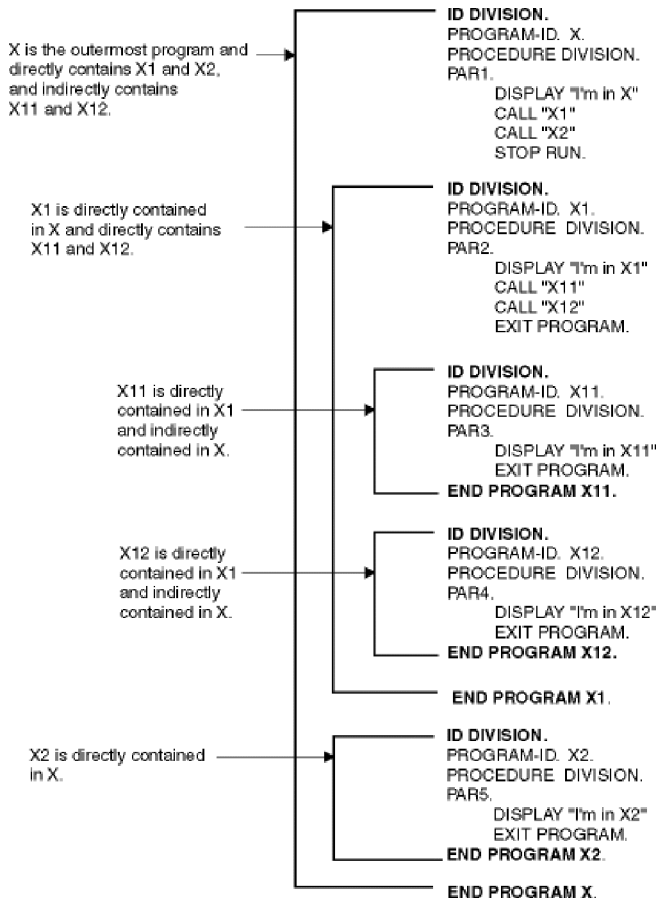 X is the outermost program and
directly contains X1 and X2,
and indirectly contains
X11 and X12.
ID DIVISION.
PROGRAM-ID. X.
PROCEDURE DIVISION.
PAR1.
DISPLAY "I'm in X"
CALL "X1"
CALL "X2"
STOP RUN.
X1 is directly contained
in X and directly contains
X11 and X12.
ID DIVISION.
PROGRAM-ID. X1.
PROCEDURE DIVISION.
PAR2.
DISPLAY "I'm in X1"
CALL "X11"
CALL "X12"
EXIT PROGRAM.
X11 is directly
contained in X1
and indirectly
contained in X.
ID DIVISION.
PROGRAM-ID. X11.
PROCEDURE DIVISION.
PAR3.
DISPLAY "I'm in X11"
EXIT PROGRAM.
END PROGRAM X11.
X12 is directly
contained in X1
and indirectly
contained in X.
ID DIVISION.
PROGRAM-ID. X12.
PROCEDURE DIVISION.
PAR4.
DISPLAY "I'm in X12"
EXIT PROGRAM.
END PROGRAM X12.
END PROGRAM X1.
X2 is directly contained
in X.
ID DIVISION.
PROGRAM-ID. X2.
PROCEDURE DIVISION.
PAR5.
DISPLAY "I'm in X2"
EXIT PROGRAM.
END PROGRAM X2.
END PROGRAM X.